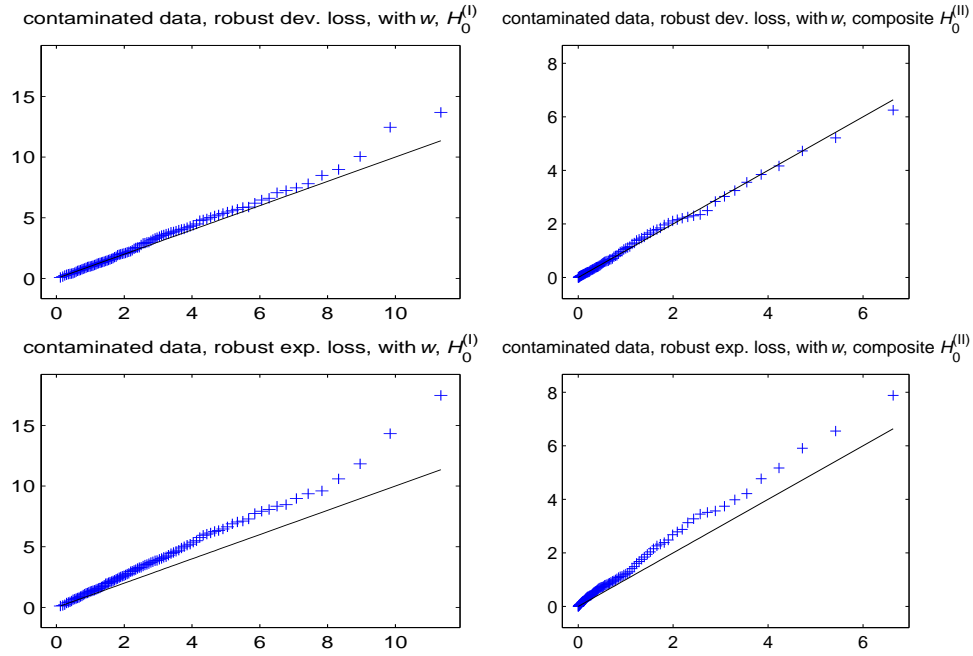 contaminated data, robust dev. loss, with w, H₀⁽ᴵ⁾
contaminated data, robust dev. loss, with w, composite H₀⁽ᴵᴵ⁾
15
10
5
0
0 2 4 6 8 10
8
6
4
2
0
0 2 4 6
contaminated data, robust exp. loss, with w, H₀⁽ᴵ⁾
contaminated data, robust exp. loss, with w, composite H₀⁽ᴵᴵ⁾
15
10
5
0
0 2 4 6 8 10
8
6
4
2
0
0 2 4 6